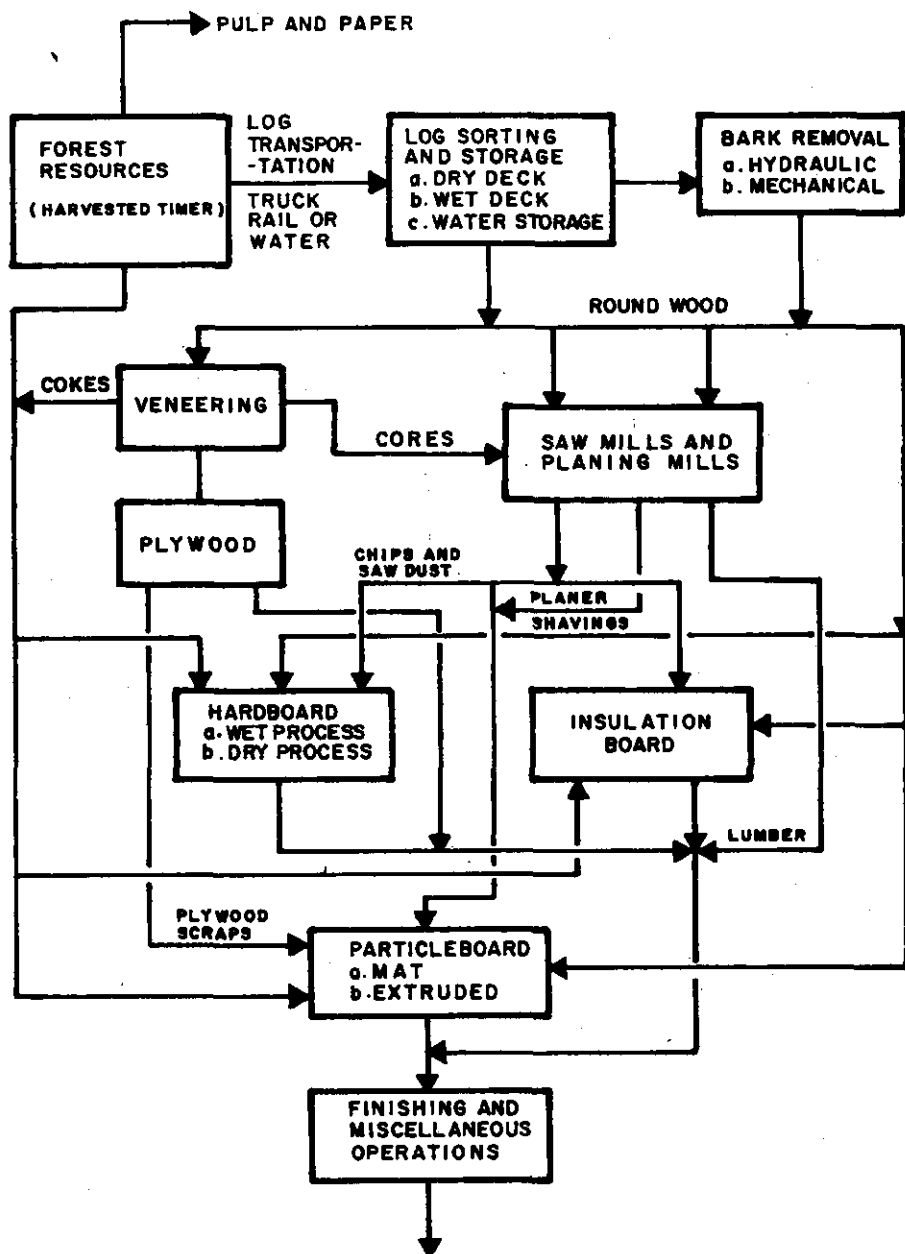 PULP AND PAPER
FOREST
RESOURCES
(HARVESTED TIMER)
LOG
TRANSPOR-
-TATION
TRUCK
RAIL OR
WATER
LOG SORTING
AND STORAGE
a. DRY DECK
b. WET DECK
c. WATER STORAGE
BARK REMOVAL
a. HYDRAULIC
b. MECHANICAL
ROUND WOOD
COKES
VENEERING
CORES
SAW MILLS AND
PLANING MILLS
PLYWOOD
CHIPS AND
SAW DUST
PLANER
SHAVINGS
HARDBOARD
a. WET PROCESS
b. DRY PROCESS
INSULATION
BOARD
LUMBER
PLYWOOD
SCRAPS
PARTICLEBOARD
a. MAT
b. EXTRUDED
FINISHING AND
MISCELLANEOUS
OPERATIONS